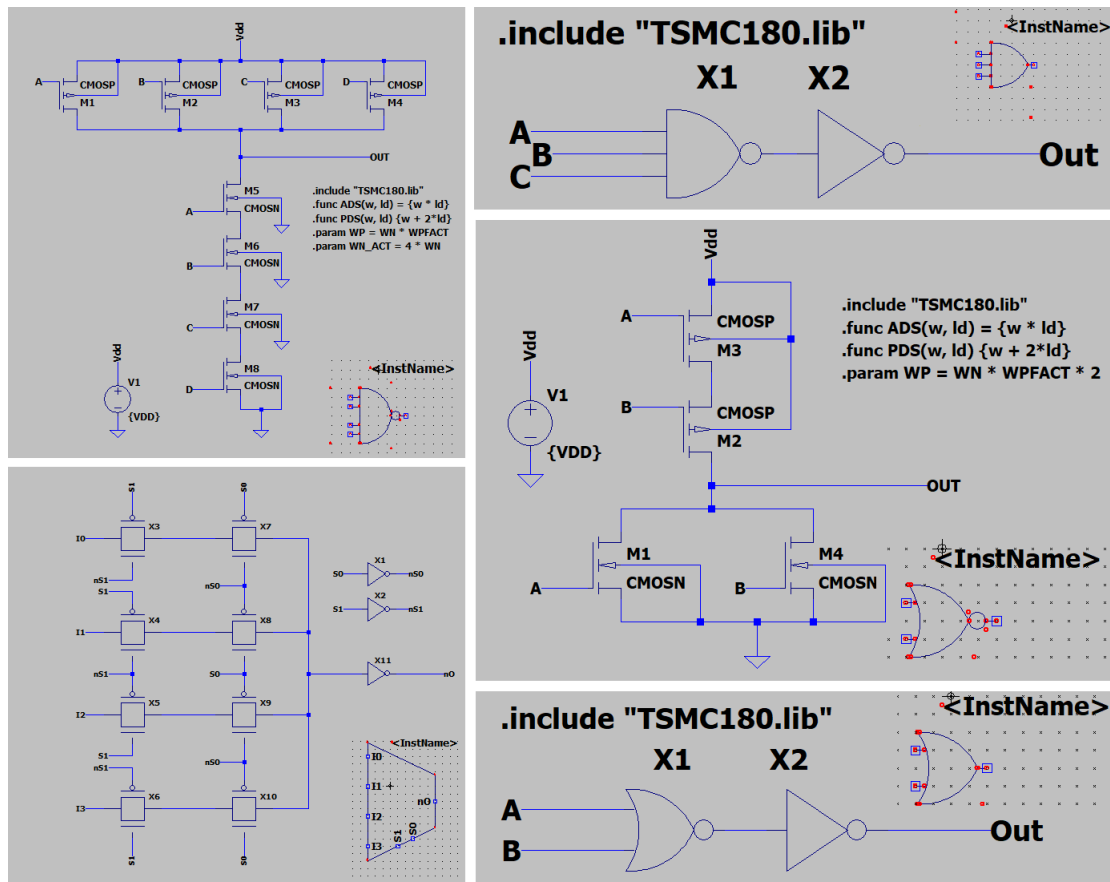 Vdd
A
CMOSP
M1
B
CMOSP
M2
C
CMOSP
M3
D
CMOSP
M4
OUT
M5
A
CMOSN
M6
B
CMOSN
M7
C
CMOSN
M8
D
CMOSN
.include "TSMC180.lib"
.func ADS(w, ld) = {w * ld}
.func PDS(w, ld) {w + 2*ld}
.param WP = WN * WPFACT
.param WN_ACT = 4 * WN
Vdd
V1
{VDD}
<InstName>
.include "TSMC180.lib"
X1 X2
A
B
C
Out
<InstName>
Vdd
A
CMOSP
M3
B
CMOSP
M2
OUT
M1
CMOSN
A
M4
CMOSN
B
Vdd
V1
{VDD}
.include "TSMC180.lib"
.func ADS(w, ld) = {w * ld}
.func PDS(w, ld) {w + 2*ld}
.param WP = WN * WPFACT * 2
<InstName>
S1 S0
I0 X3 X7
nS1
S1 nS0
I1 X4 X8
nS1 S0
I2 X5 X9
S1
nS1 nS0
I3 X6 X10
S1 S0
X1
S0 nS0
X2
S1 nS1
X11
nO
<InstName>
I0
I1
I2
I3
nO
S1
S0
.include "TSMC180.lib"
X1 X2
A
B
Out
<InstName>